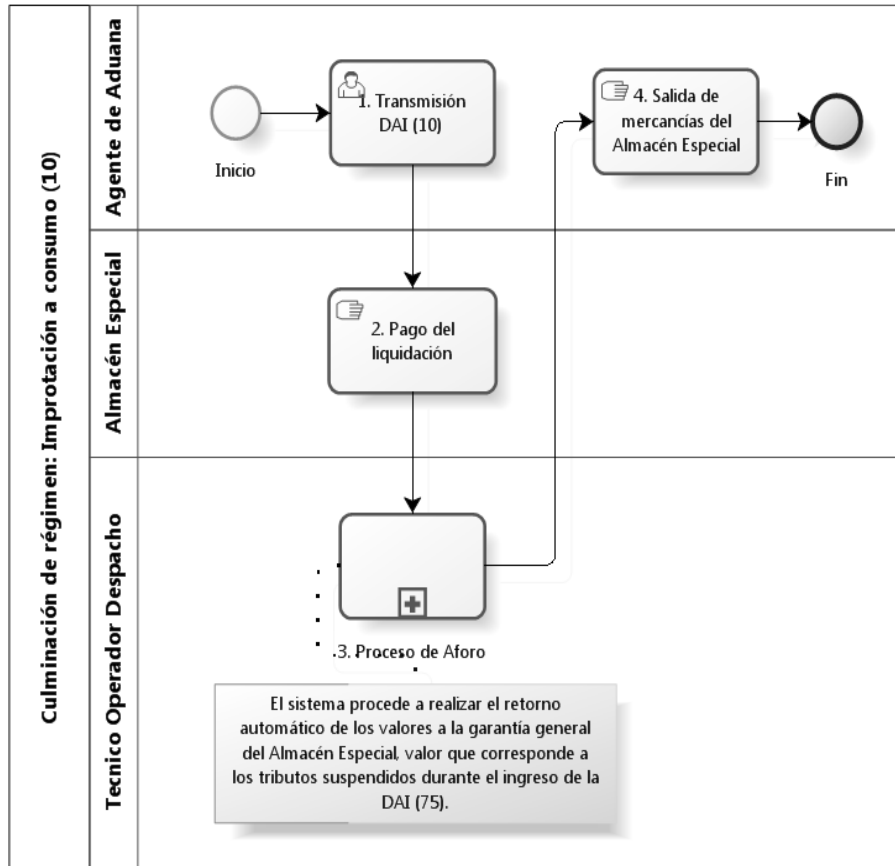 Culminación de régimen: Improtación a consumo (10)
Agente de Aduana
Inicio
1. Transmisión
DAI (10)
4. Salida de
mercancías del
Almacén Especial
Fin
Almacén Especial
2. Pago del
liquidación
Tecnico Operador Despacho
3. Proceso de Aforo
El sistema procede a realizar el retorno
automático de los valores a la garantía general
del Almacén Especial, valor que corresponde a
los tributos suspendidos durante el ingreso de la
DAI (75).